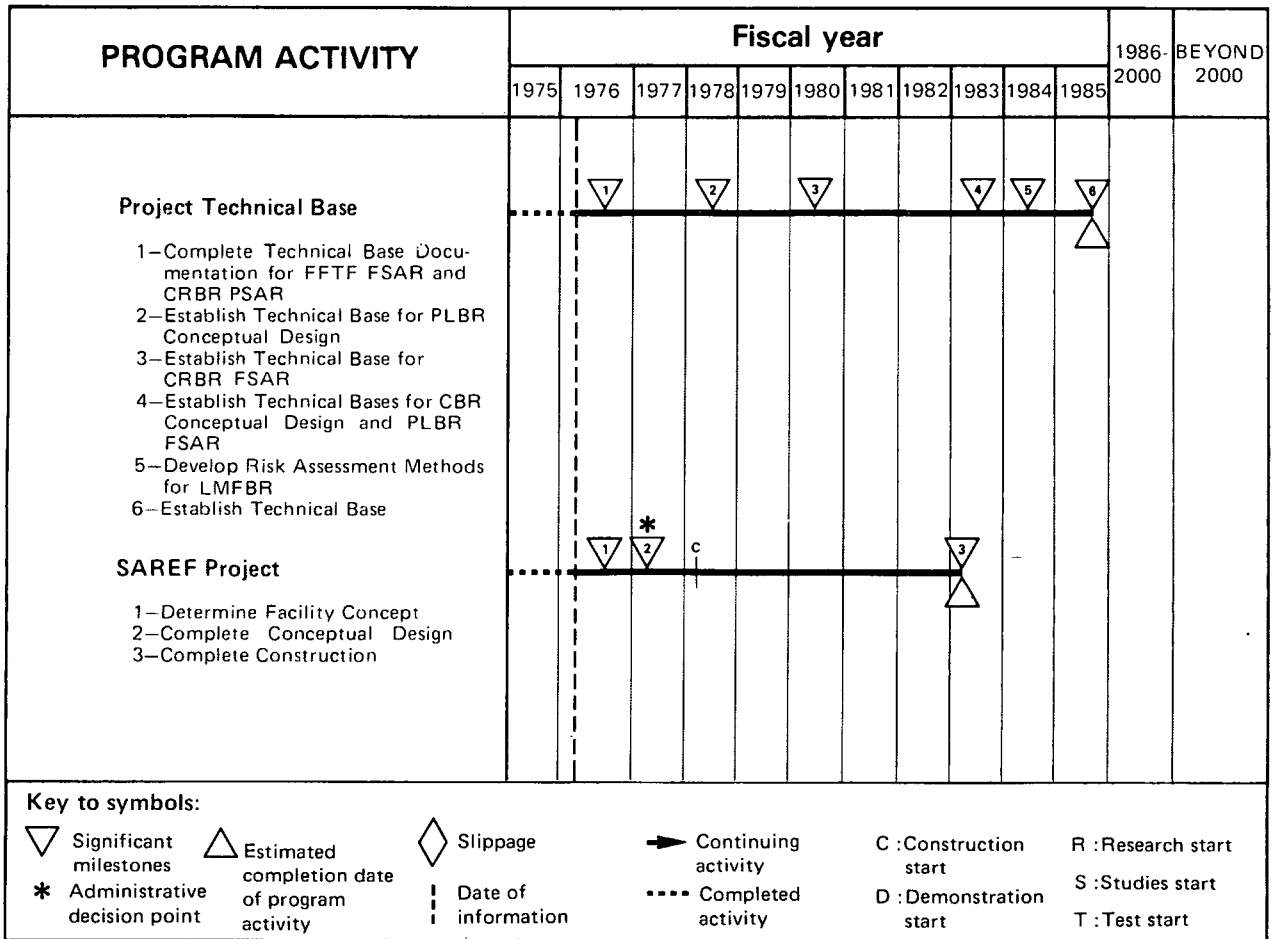 PROGRAM ACTIVITY
Fiscal year
1975 1976 1977 1978 1979 1980 1981 1982 1983 1984 1985
1986-
2000
BEYOND
2000
Project Technical Base
1 2 3 4 5 6
1—Complete Technical Base Docu-
mentation for FFTF FSAR and
CRBR PSAR
2—Establish Technical Base for PLBR
Conceptual Design
3—Establish Technical Base for
CRBR FSAR
4—Establish Technical Bases for CBR
Conceptual Design and PLBR
FSAR
5—Develop Risk Assessment Methods
for LMFBR
6—Establish Technical Base
*
SAREF Project
1 2 C 3
1—Determine Facility Concept
2—Complete Conceptual Design
3—Complete Construction
Key to symbols:
Significant
milestones
* Administrative
decision point
Estimated
completion date
of program
activity
Slippage
Date of
information
Continuing
activity
Completed
activity
C :Construction
start
D :Demonstration
start
R :Research start
S :Studies start
T :Test start